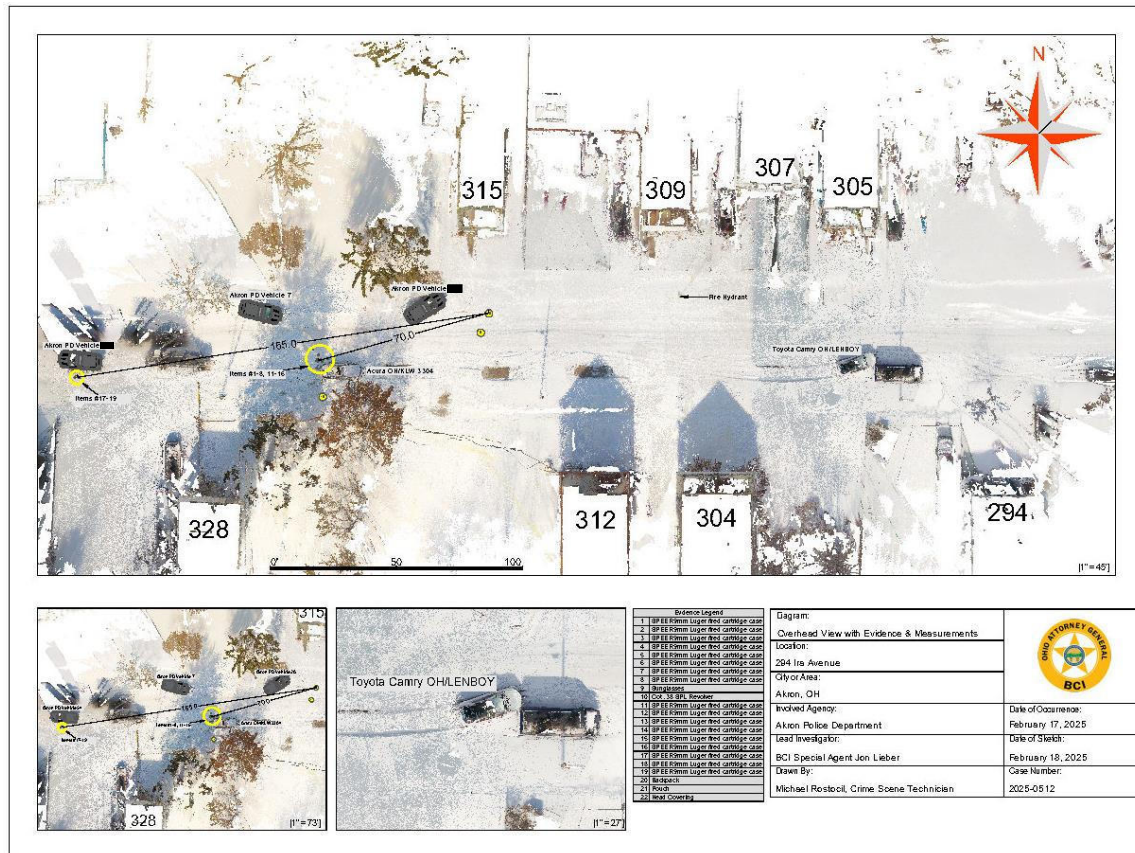 N
315
309
307
305
Akron PD Vehicle 7
Akron PD Vehicle
Fire Hydrant
165.0
70.0
Toyota Camry OH/LENBOY
Akron PD Vehicle
Items #1-8, 11-16
Acura OH/KLW 3304
Items #17-19
328
312
304
294
0'
50
100
[1" = 45']
315
328
[1" = 73']
Toyota Camry OH/LENBOY
[1" = 27']
Evidence Legend
1 SPEER 9mm Luger fired cartridge case
2 SPEER 9mm Luger fired cartridge case
3 SPEER 9mm Luger fired cartridge case
4 SPEER 9mm Luger fired cartridge case
5 SPEER 9mm Luger fired cartridge case
6 SPEER 9mm Luger fired cartridge case
7 SPEER 9mm Luger fired cartridge case
8 SPEER 9mm Luger fired cartridge case
9 Sunglasses
10 Colt .38 SPL Revolver
11 SPEER 9mm Luger fired cartridge case
12 SPEER 9mm Luger fired cartridge case
13 SPEER 9mm Luger fired cartridge case
14 SPEER 9mm Luger fired cartridge case
15 SPEER 9mm Luger fired cartridge case
16 SPEER 9mm Luger fired cartridge case
17 SPEER 9mm Luger fired cartridge case
18 SPEER 9mm Luger fired cartridge case
19 SPEER 9mm Luger fired cartridge case
20 Backpack
21 Pouch
22 Head Covering
Diagram:
Overhead View with Evidence & Measurements
Location:
294 Ira Avenue
City or Area:
Akron, OH
Involved Agency:
Akron Police Department
Date of Occurrence:
February 17, 2025
Lead Investigator:
BCI Special Agent Jon Lieber
Date of Sketch:
February 18, 2025
Drawn By:
Michael Rostocil, Crime Scene Technician
Case Number:
2025-0512
OHIO ATTORNEY GENERAL
BCI